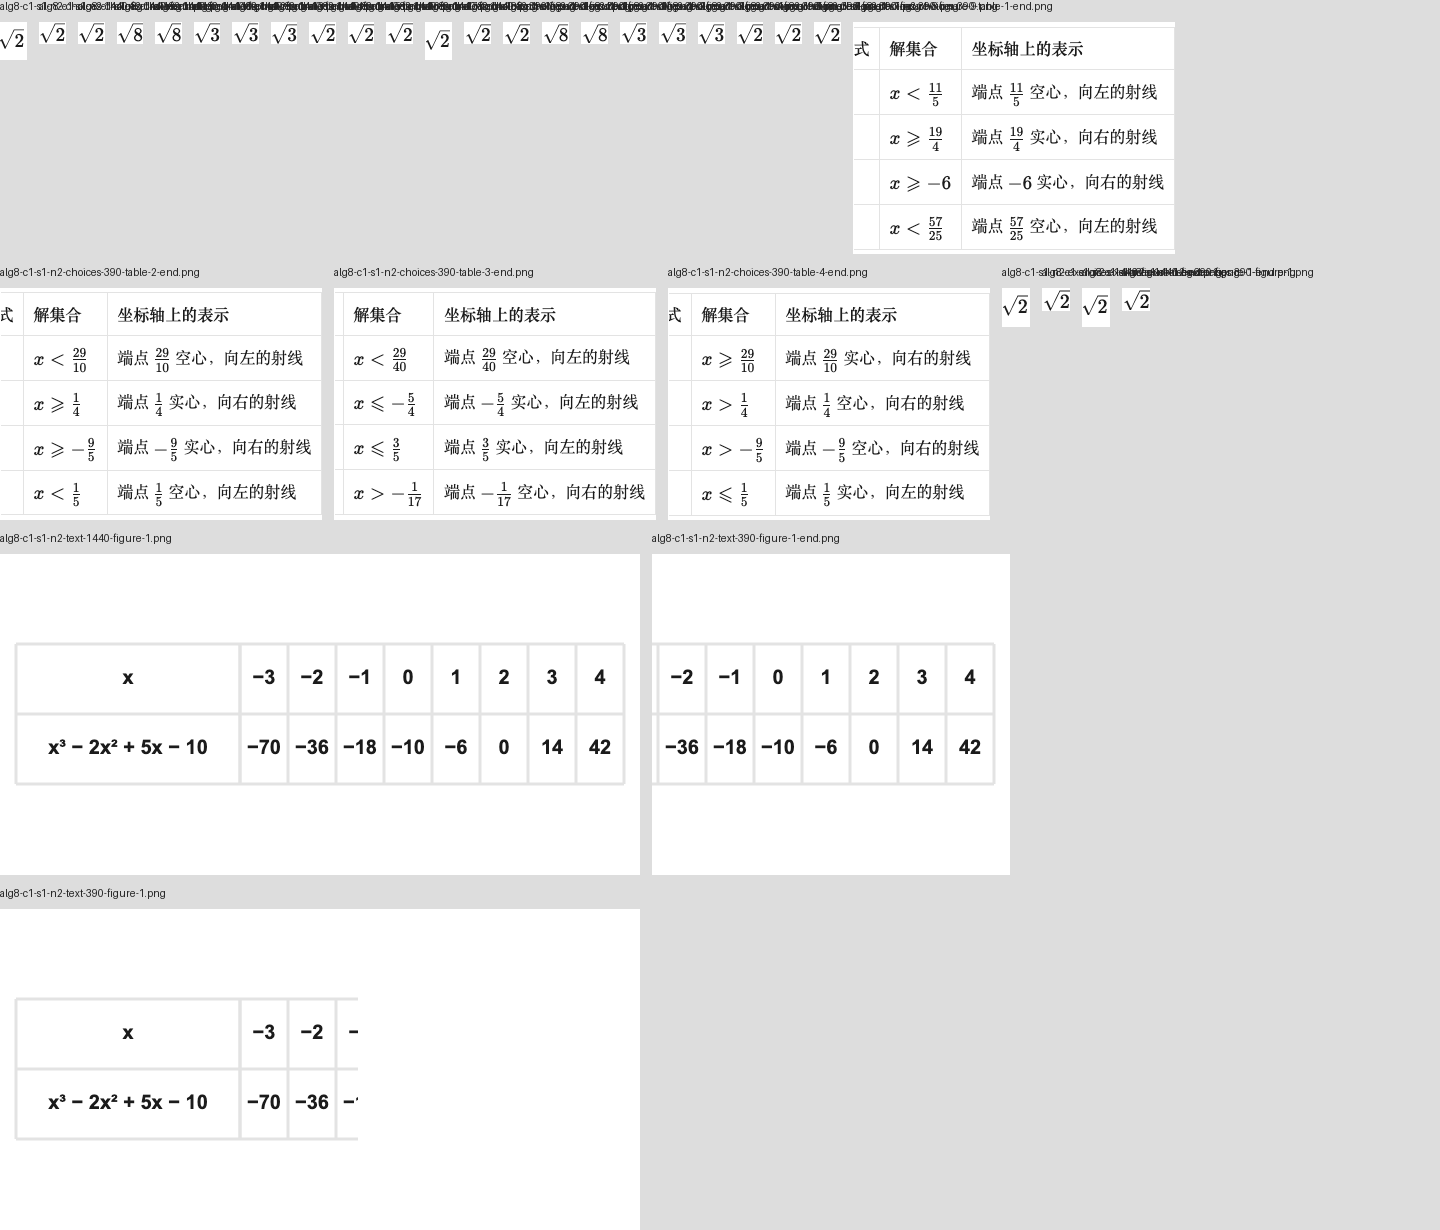 √2 √2 √2 √8 √8 √3 √3 √3 √2 √2 √2 √2 √2 √2 √8 √8 √3 √3 √3 √2 √2 √2
式 解集合 坐标轴上的表示
x < 11/5 端点 11/5 空心，向左的射线
x ⩾ 19/4 端点 19/4 实心，向右的射线
x ⩾ −6 端点 −6 实心，向右的射线
x < 57/25 端点 57/25 空心，向左的射线
alg8-c1-s1-n2-choices-390-table-2-end.png
式 解集合 坐标轴上的表示
x < 29/10 端点 29/10 空心，向左的射线
x ⩾ 1/4 端点 1/4 实心，向右的射线
x ⩾ −9/5 端点 −9/5 实心，向右的射线
x < 1/5 端点 1/5 空心，向左的射线
alg8-c1-s1-n2-choices-390-table-3-end.png
解集合 坐标轴上的表示
x < 29/40 端点 29/40 空心，向左的射线
x ⩽ −5/4 端点 −5/4 实心，向左的射线
x ⩽ 3/5 端点 3/5 实心，向左的射线
x > −1/17 端点 −1/17 空心，向右的射线
alg8-c1-s1-n2-choices-390-table-4-end.png
式 解集合 坐标轴上的表示
x ⩾ 29/10 端点 29/10 实心，向右的射线
x > 1/4 端点 1/4 空心，向右的射线
x > −9/5 端点 −9/5 空心，向右的射线
x ⩽ 1/5 端点 1/5 实心，向左的射线
√2 √2 √2 √2
alg8-c1-s1-n2-text-1440-figure-1.png
x −3 −2 −1 0 1 2 3 4
x³ − 2x² + 5x − 10 −70 −36 −18 −10 −6 0 14 42
alg8-c1-s1-n2-text-390-figure-1-end.png
−2 −1 0 1 2 3 4
−36 −18 −10 −6 0 14 42
alg8-c1-s1-n2-text-390-figure-1.png
x −3 −2
x³ − 2x² + 5x − 10 −70 −36